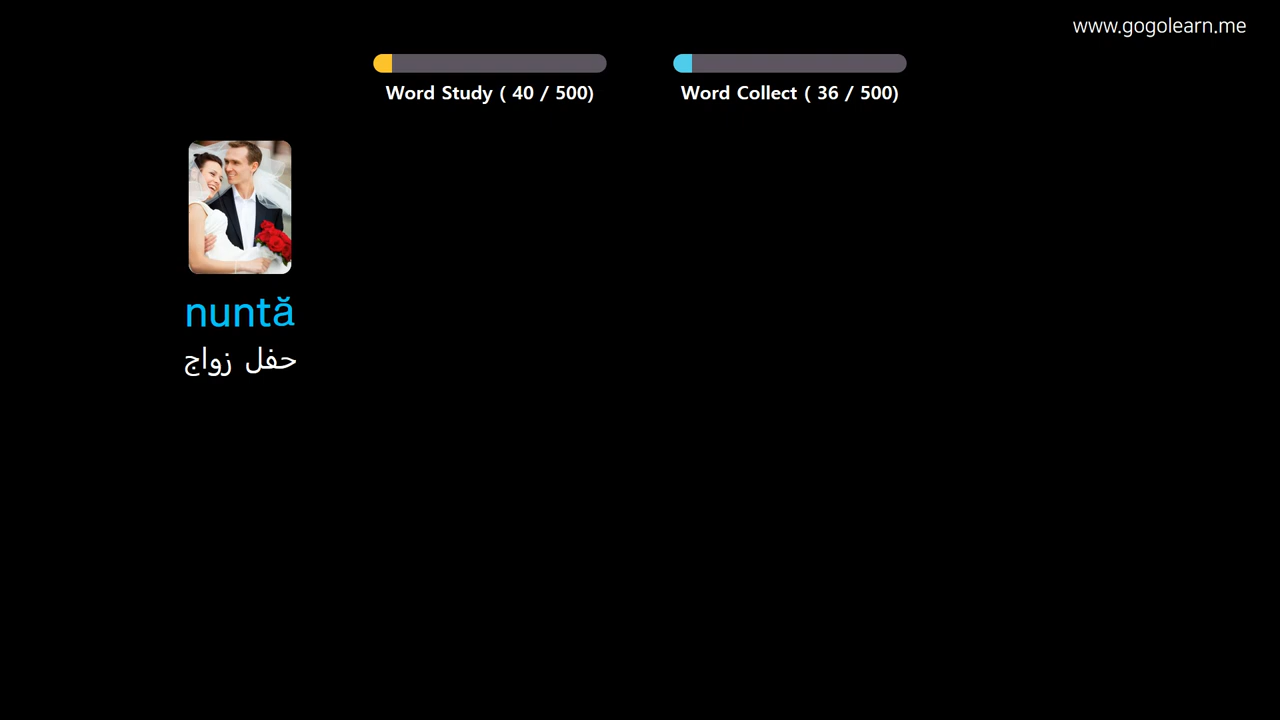 www.gogolearn.me
Word Study ( 40 / 500)
Word Collect ( 36 / 500)
nuntă
حفل زواج